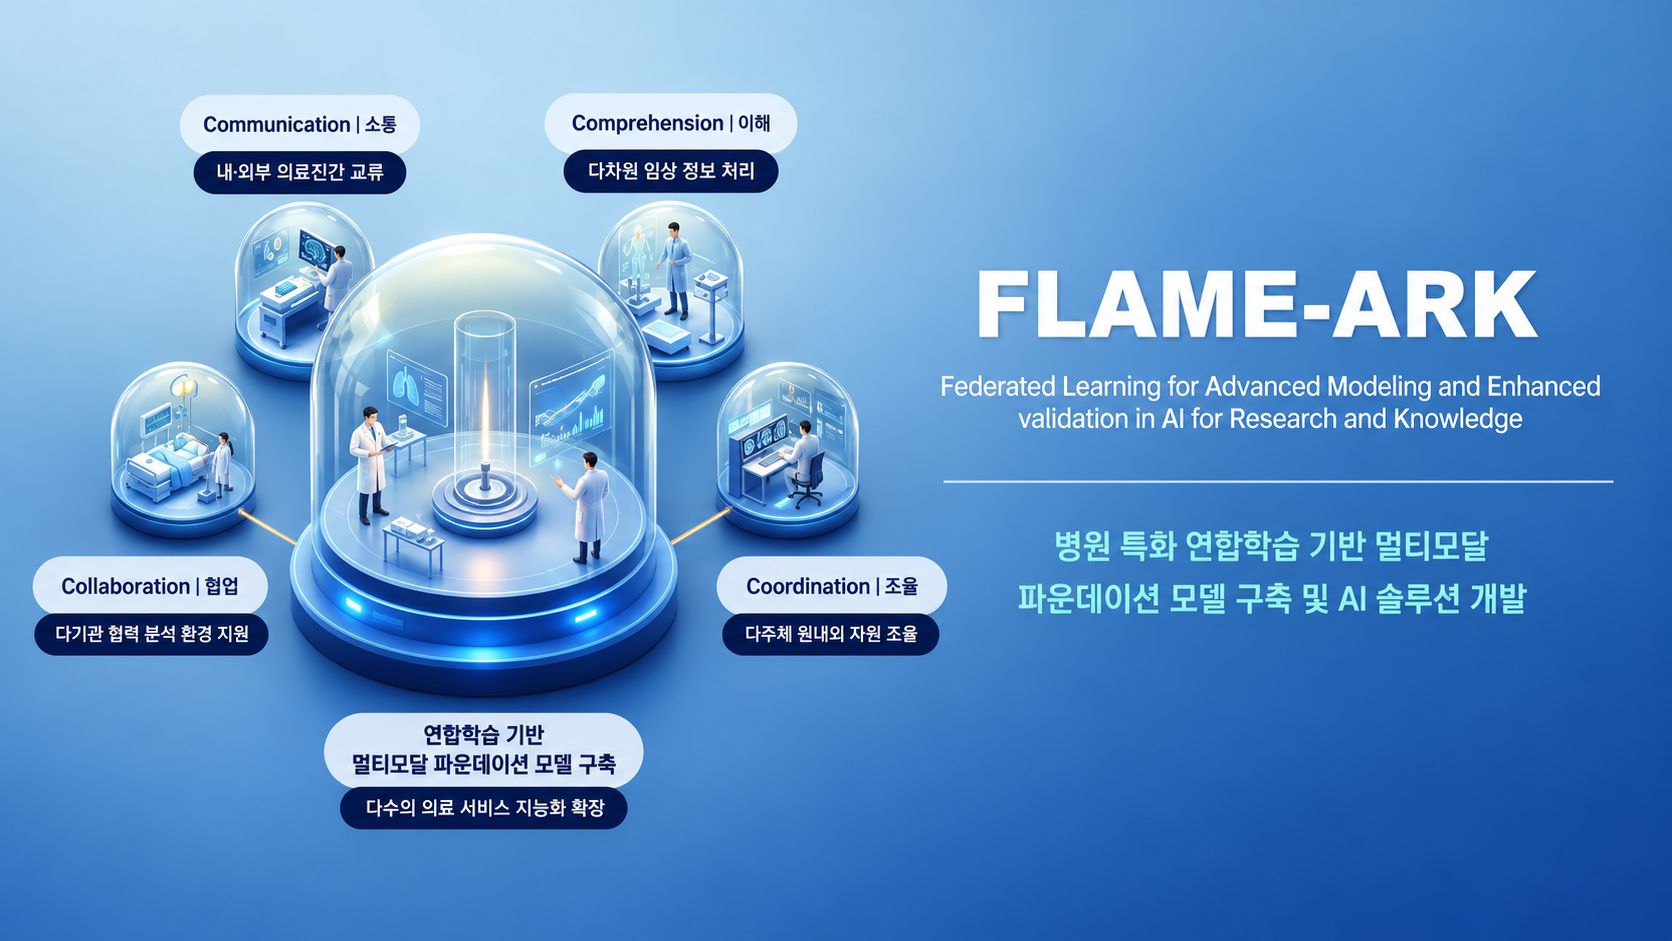 Communication | 소통
내·외부 의료진간 교류
Comprehension | 이해
다차원 임상 정보 처리
Collaboration | 협업
다기관 협력 분석 환경 지원
Coordination | 조율
다주체 원내외 자원 조율
연합학습 기반
멀티모달 파운데이션 모델 구축
다수의 의료 서비스 지능화 확장
FLAME-ARK
Federated Learning for Advanced Modeling and Enhanced
validation in AI for Research and Knowledge
병원 특화 연합학습 기반 멀티모달
파운데이션 모델 구축 및 AI 솔루션 개발